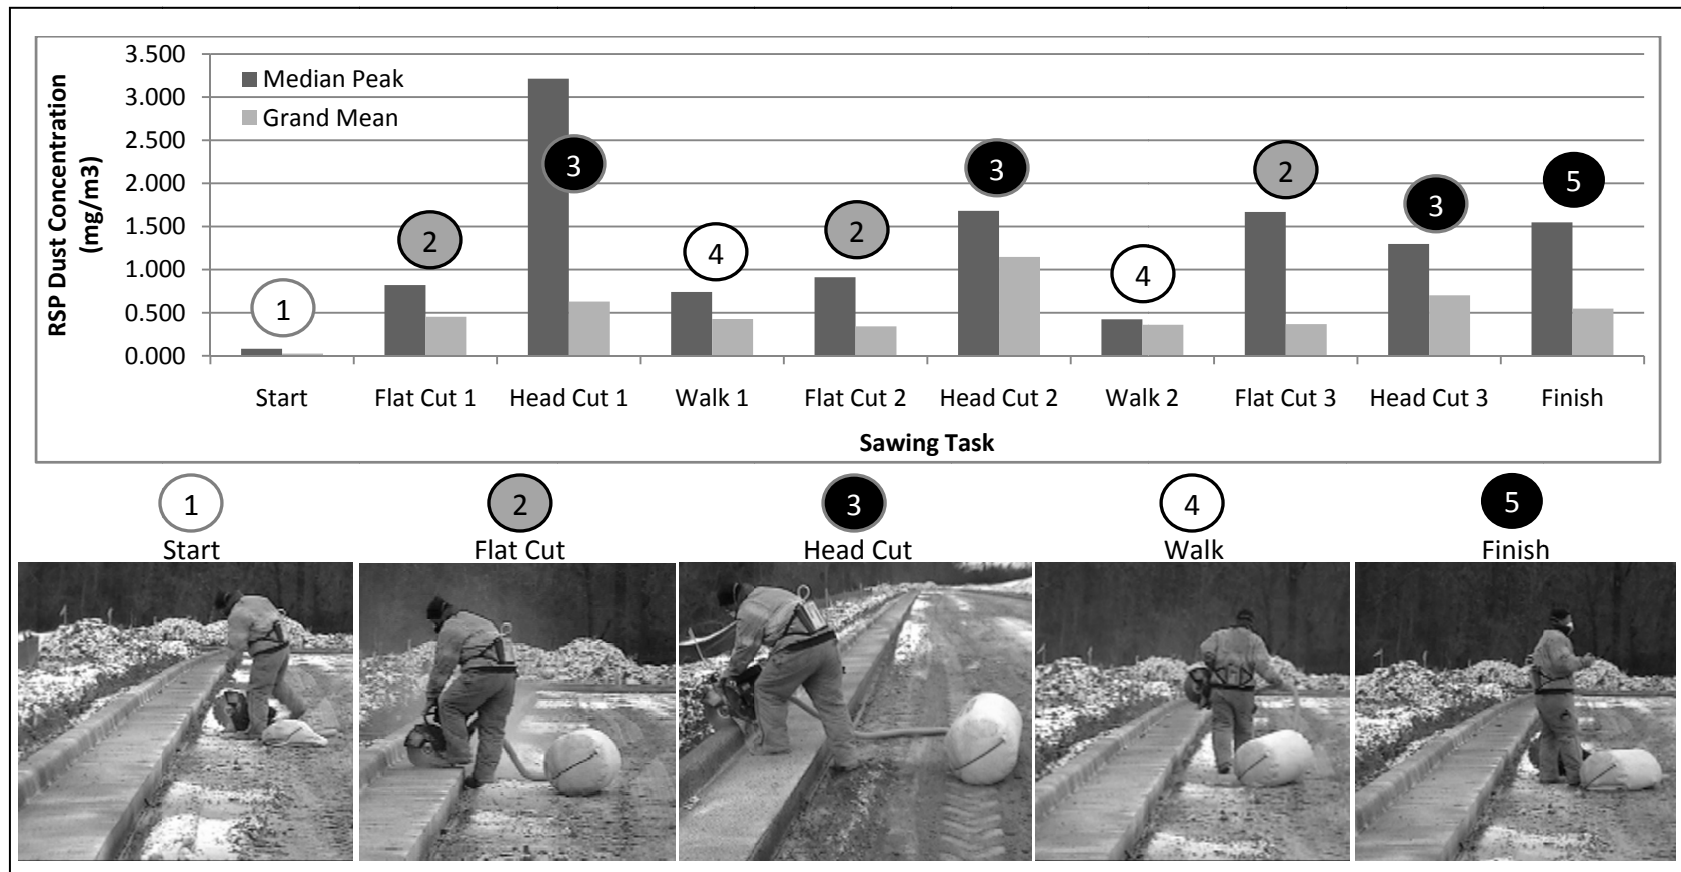 3.500
3.000
2.500
2.000
1.500
1.000
0.500
0.000
RSP Dust Concentration
(mg/m3)
Median Peak
Grand Mean
1
2
3
4
2
3
4
2
3
5
Start Flat Cut 1 Head Cut 1 Walk 1 Flat Cut 2 Head Cut 2 Walk 2 Flat Cut 3 Head Cut 3 Finish
Sawing Task
1 2 3 4 5
Start Flat Cut Head Cut Walk Finish